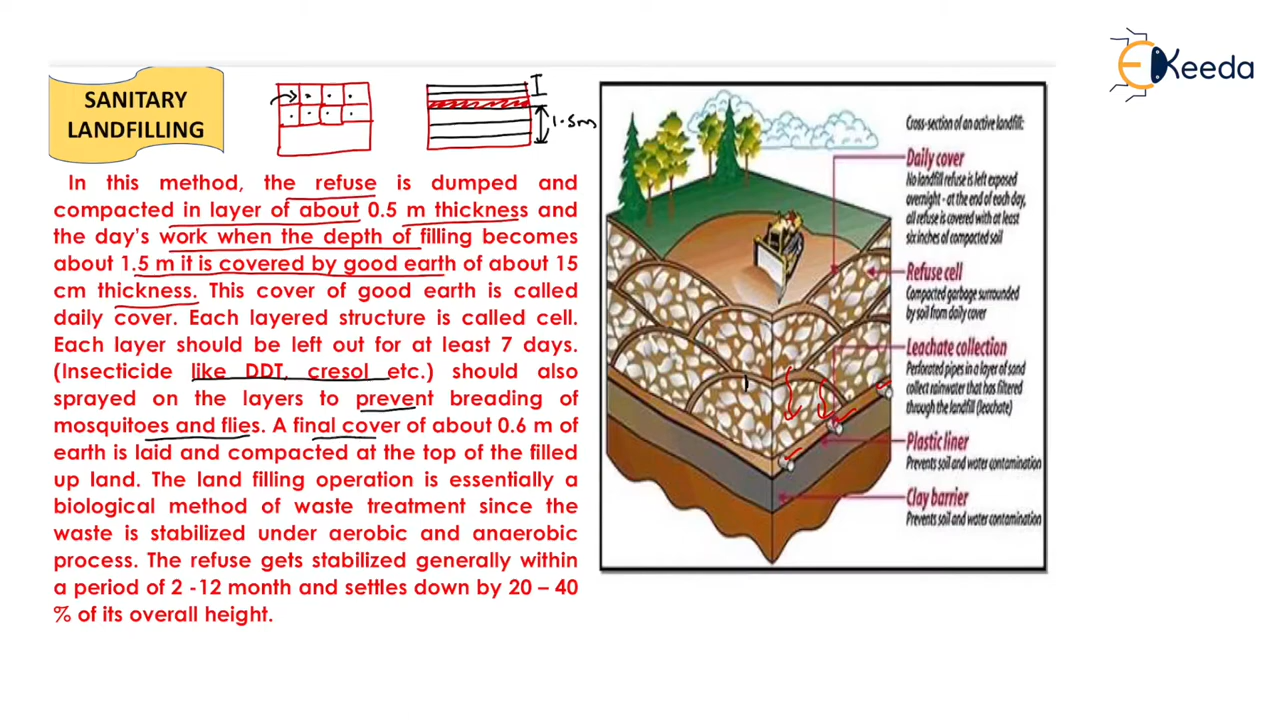 SANITARY
LANDFILLING
1.5m
In this method, the refuse is dumped and
compacted in layer of about 0.5 m thickness and
the day's work when the depth of filling becomes
about 1.5 m it is covered by good earth of about 15
cm thickness. This cover of good earth is called
daily cover. Each layered structure is called cell.
Each layer should be left out for at least 7 days.
(Insecticide like DDT, cresol etc.) should also
sprayed on the layers to prevent breading of
mosquitoes and flies. A final cover of about 0.6 m of
earth is laid and compacted at the top of the filled
up land. The land filling operation is essentially a
biological method of waste treatment since the
waste is stabilized under aerobic and anaerobic
process. The refuse gets stabilized generally within
a period of 2 -12 month and settles down by 20 – 40
% of its overall height.
Cross-section of an active landfill:
Daily cover
No landfill refuse is left exposed
overnight - at the end of each day,
all refuse is covered with at least
six inches of compacted soil
Refuse cell
Compacted garbage surrounded
by soil from daily cover
Leachate collection
Perforated pipes in a layer of sand
collect rainwater that has filtered
through the landfill (leachate)
Plastic liner
Prevents soil and water contamination
Clay barrier
Prevents soil and water contamination
EKeeda